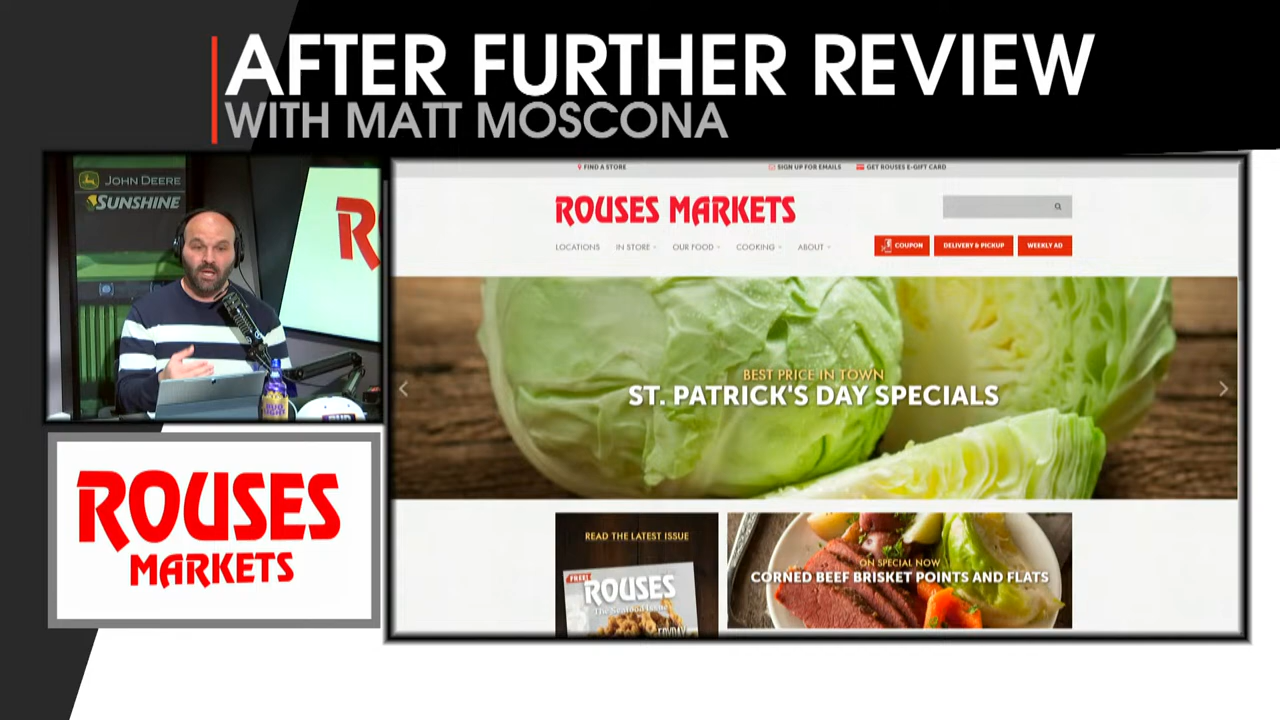 AFTER FURTHER REVIEW
WITH MATT MOSCONA
JOHN DEERE
SUNSHINE
ROUSES
MARKETS
FIND A STORE
SIGN UP FOR EMAILS
GET ROUSES E-GIFT CARD
ROUSES MARKETS
LOCATIONS
IN STORE
OUR FOOD
COOKING
ABOUT
COUPON
DELIVERY & PICKUP
WEEKLY AD
BEST PRICE IN TOWN
ST. PATRICK'S DAY SPECIALS
READ THE LATEST ISSUE
FREE!
ROUSES
The Seafood Issue
ON SPECIAL NOW
CORNED BEEF BRISKET POINTS AND FLATS